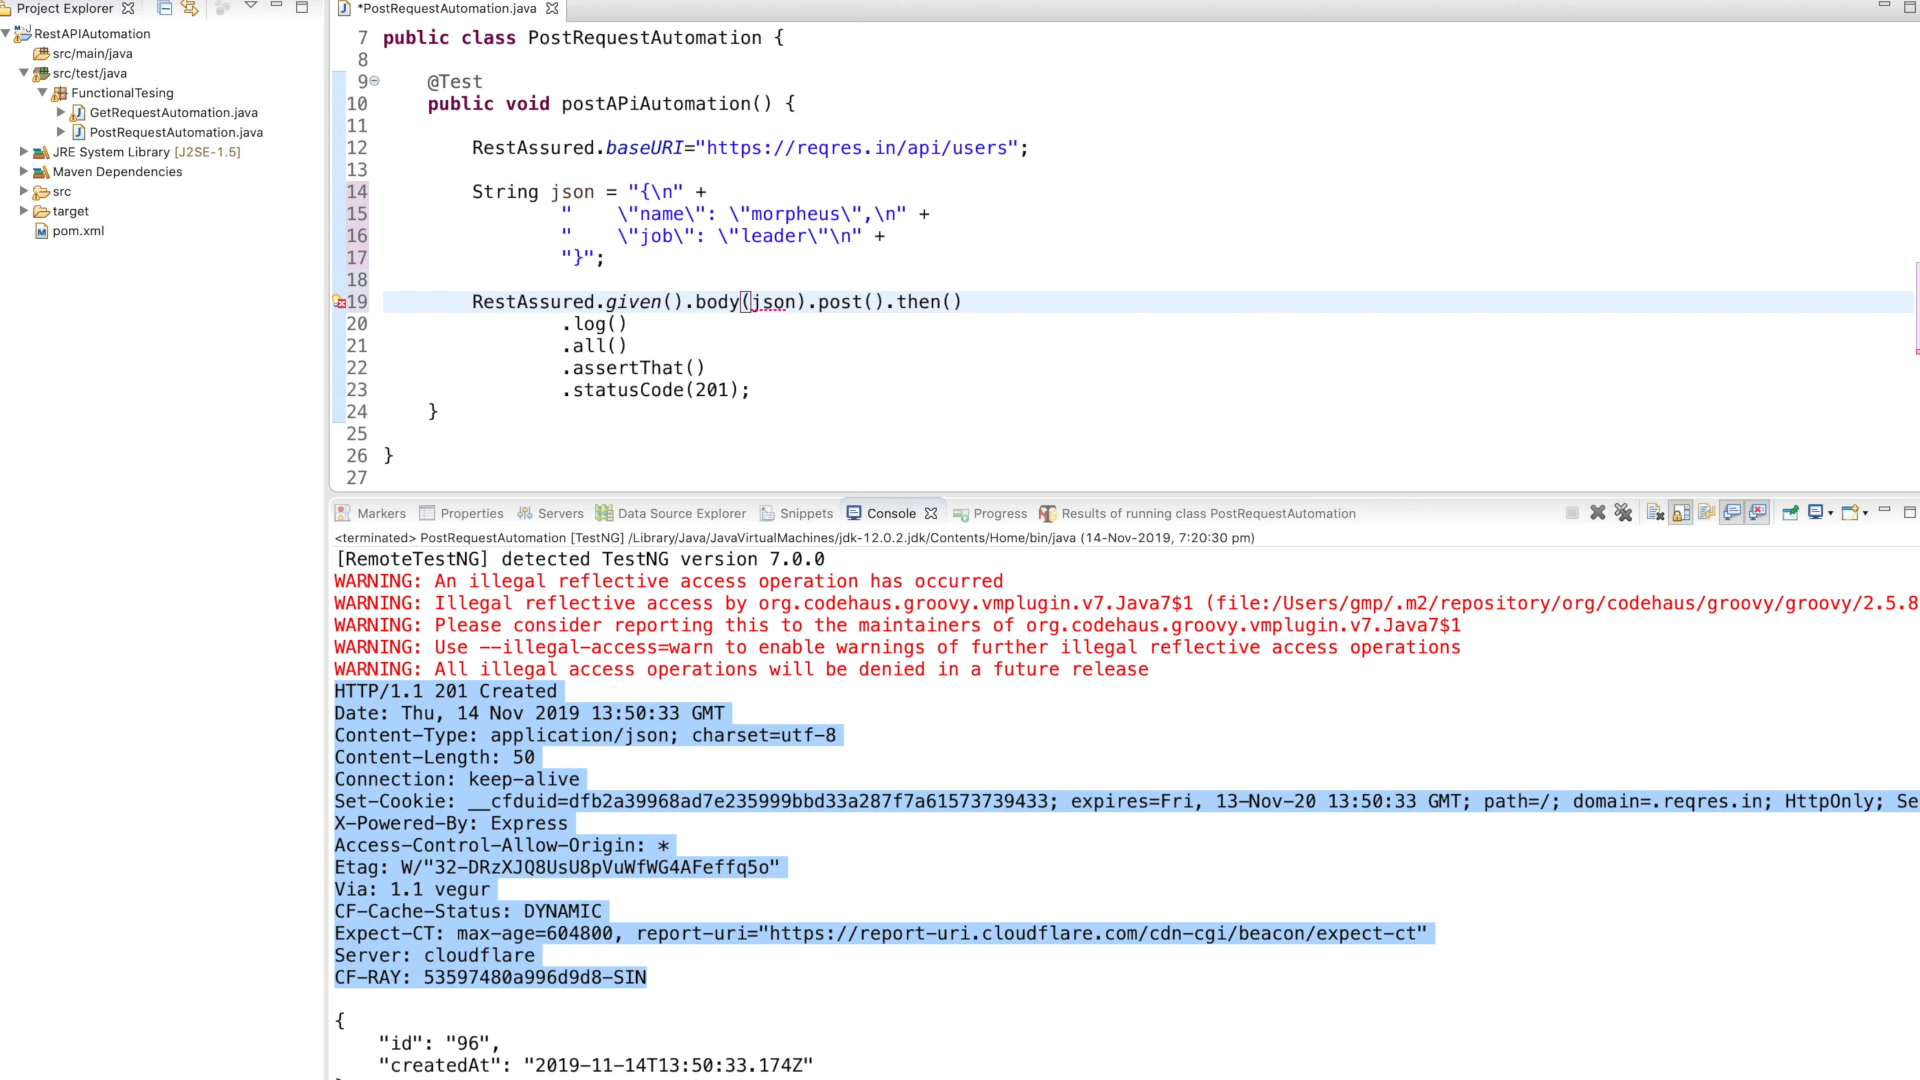 Project Explorer
RestAPIAutomation
src/main/java
src/test/java
FunctionalTesing
GetRequestAutomation.java
PostRequestAutomation.java
JRE System Library [J2SE-1.5]
Maven Dependencies
src
target
pom.xml
*PostRequestAutomation.java
7 public class PostRequestAutomation {
8
9 @Test
10 public void postAPiAutomation() {
11
12 RestAssured.baseURI="https://reqres.in/api/users";
13
14 String json = "{\n" +
15 "    \"name\": \"morpheus\",\n" +
16 "    \"job\": \"leader\"\n" +
17 "}";
18
19 RestAssured.given().body(json).post().then()
20 .log()
21 .all()
22 .assertThat()
23 .statusCode(201);
24 }
25
26 }
27
Markers Properties Servers Data Source Explorer Snippets Console Progress Results of running class PostRequestAutomation
<terminated> PostRequestAutomation [TestNG] /Library/Java/JavaVirtualMachines/jdk-12.0.2.jdk/Contents/Home/bin/java (14-Nov-2019, 7:20:30 pm)
[RemoteTestNG] detected TestNG version 7.0.0
WARNING: An illegal reflective access operation has occurred
WARNING: Illegal reflective access by org.codehaus.groovy.vmplugin.v7.Java7$1 (file:/Users/gmp/.m2/repository/org/codehaus/groovy/groovy/2.5.8
WARNING: Please consider reporting this to the maintainers of org.codehaus.groovy.vmplugin.v7.Java7$1
WARNING: Use --illegal-access=warn to enable warnings of further illegal reflective access operations
WARNING: All illegal access operations will be denied in a future release
HTTP/1.1 201 Created
Date: Thu, 14 Nov 2019 13:50:33 GMT
Content-Type: application/json; charset=utf-8
Content-Length: 50
Connection: keep-alive
Set-Cookie: __cfduid=dfb2a39968ad7e235999bbd33a287f7a61573739433; expires=Fri, 13-Nov-20 13:50:33 GMT; path=/; domain=.reqres.in; HttpOnly; Se
X-Powered-By: Express
Access-Control-Allow-Origin: *
Etag: W/"32-DRzXJQ8UsU8pVuWfWG4AFeffq5o"
Via: 1.1 vegur
CF-Cache-Status: DYNAMIC
Expect-CT: max-age=604800, report-uri="https://report-uri.cloudflare.com/cdn-cgi/beacon/expect-ct"
Server: cloudflare
CF-RAY: 53597480a996d9d8-SIN
{
"id": "96",
"createdAt": "2019-11-14T13:50:33.174Z"